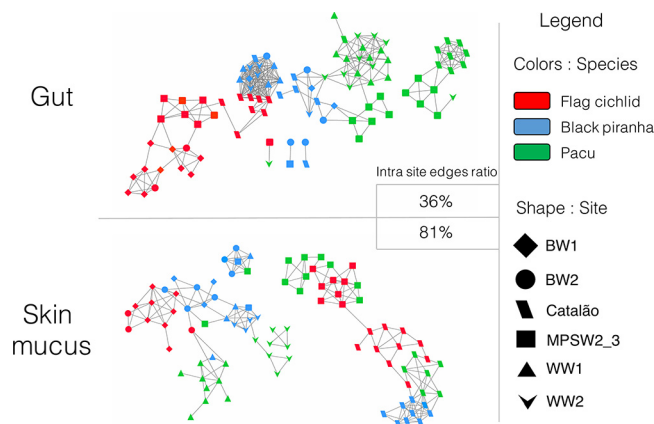 Gut
Intra site edges ratio
36%
81%
Skin
mucus
Legend
Colors : Species
Flag cichlid
Black piranha
Pacu
Shape : Site
BW1
BW2
Catalão
MPSW2_3
WW1
WW2